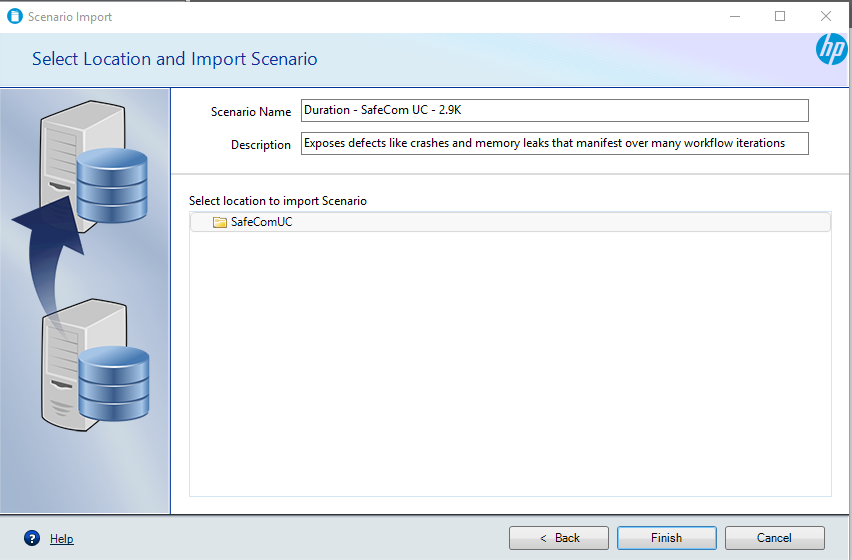 Scenario Import
Select Location and Import Scenario
hp
Scenario Name Duration - SafeCom UC - 2.9K
Description Exposes defects like crashes and memory leaks that manifest over many workflow iterations
Select location to import Scenario
SafeComUC
? Help < Back Finish Cancel